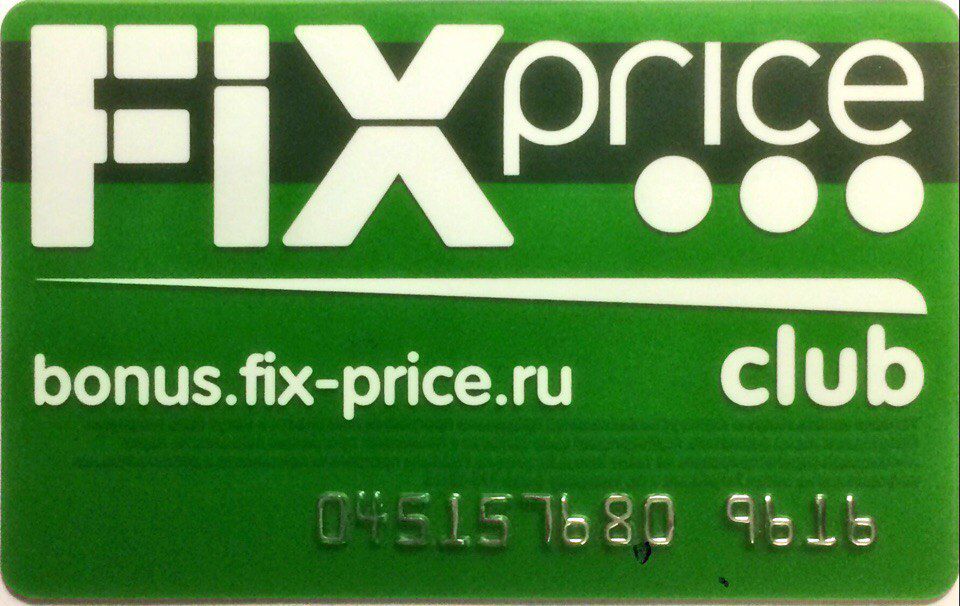 FiX price
club
bonus.fix-price.ru
045157680 9616